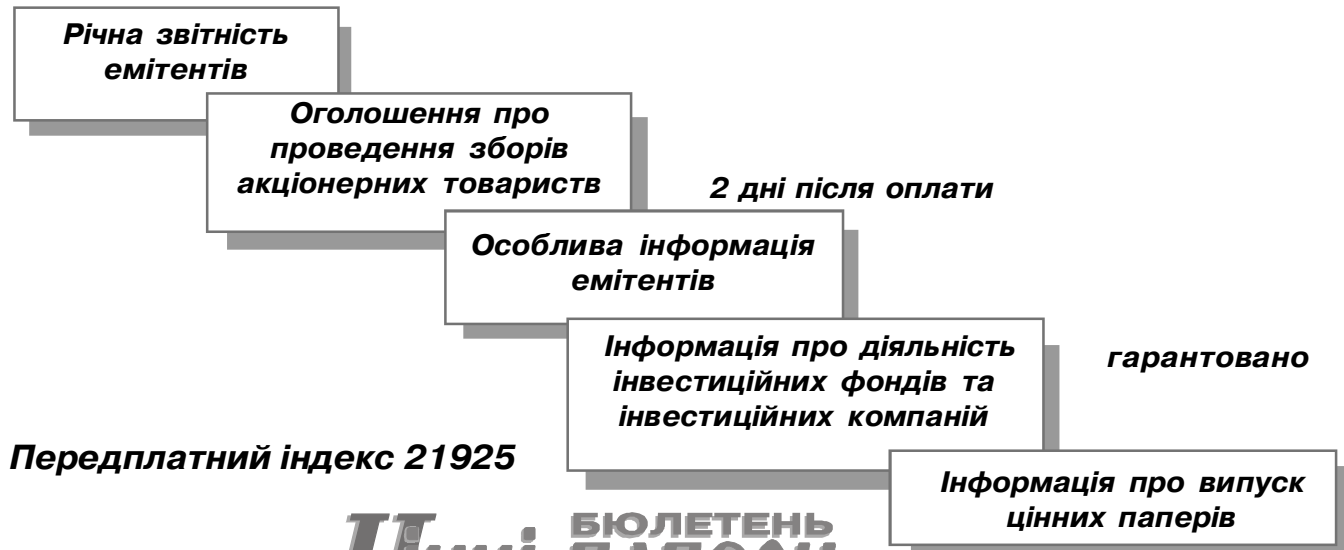 Річна звітність
емітентів
Оголошення про
проведення зборів
акціонерних товариств
2 дні після оплати
Особлива інформація
емітентів
Інформація про діяльність
інвестиційних фондів та
інвестиційних компаній
гарантовано
Передплатний індекс 21925
Інформація про випуск
цінних паперів
БЮЛЕТЕНЬ